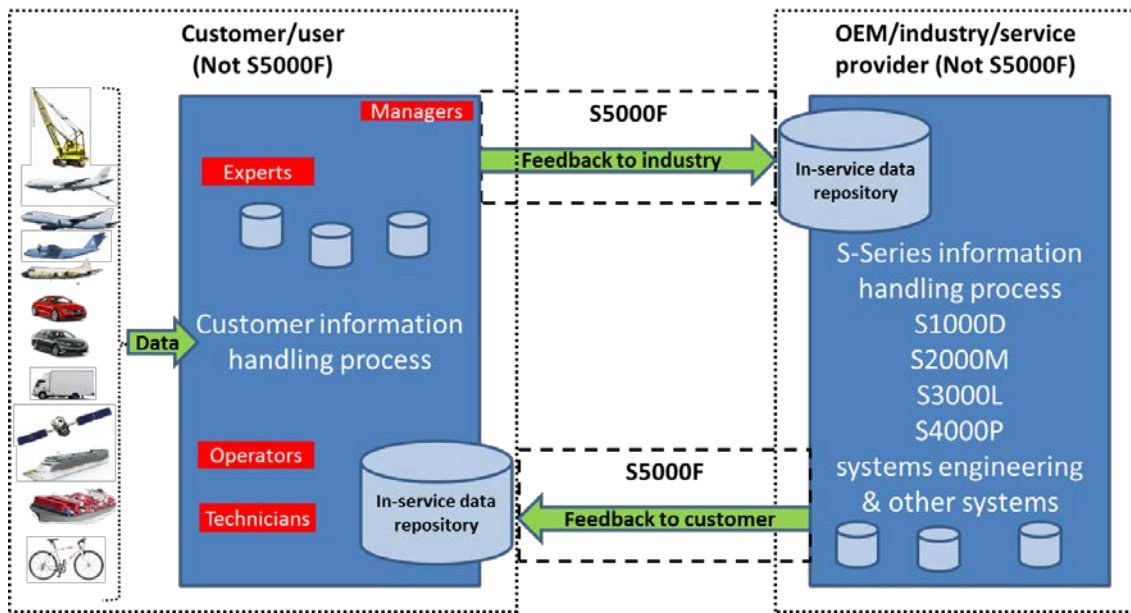 Customer/user
(Not S5000F)
Managers
Experts
Data
Customer information
handling process
Operators
Technicians
In-service data
repository
S5000F
Feedback to industry
S5000F
Feedback to customer
OEM/industry/service
provider (Not S5000F)
In-service data
repository
S-Series information
handling process
S1000D
S2000M
S3000L
S4000P
systems engineering
& other systems